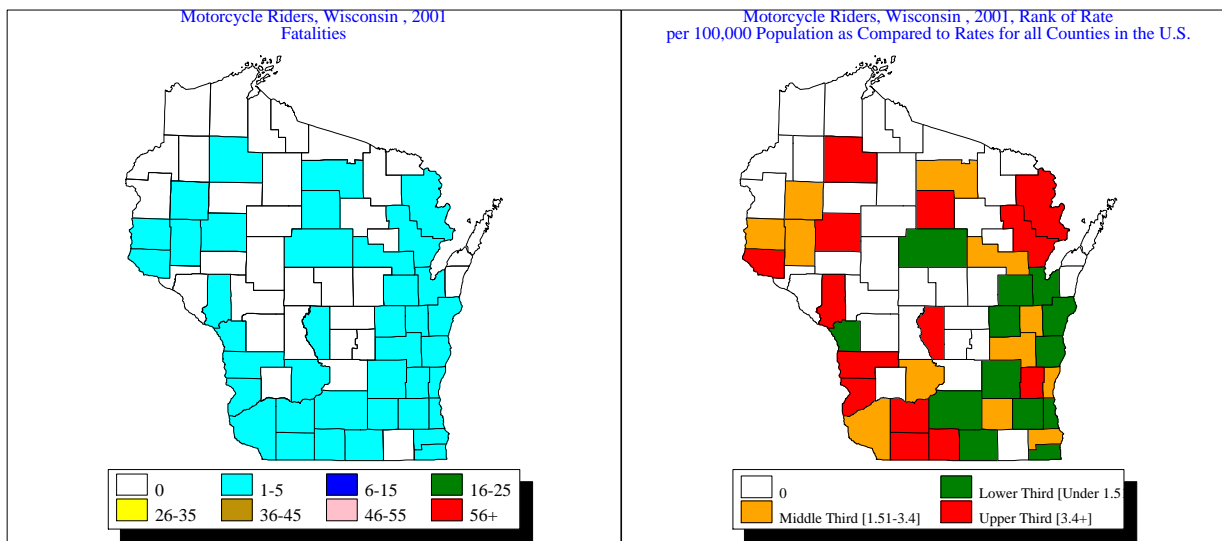 Motorcycle Riders, Wisconsin , 2001
Fatalities
0
1-5
6-15
16-25
26-35
36-45
46-55
56+
Motorcycle Riders, Wisconsin , 2001, Rank of Rate
per 100,000 Population as Compared to Rates for all Counties in the U.S.
0
Lower Third [Under 1.5
Middle Third [1.51-3.4]
Upper Third [3.4+]